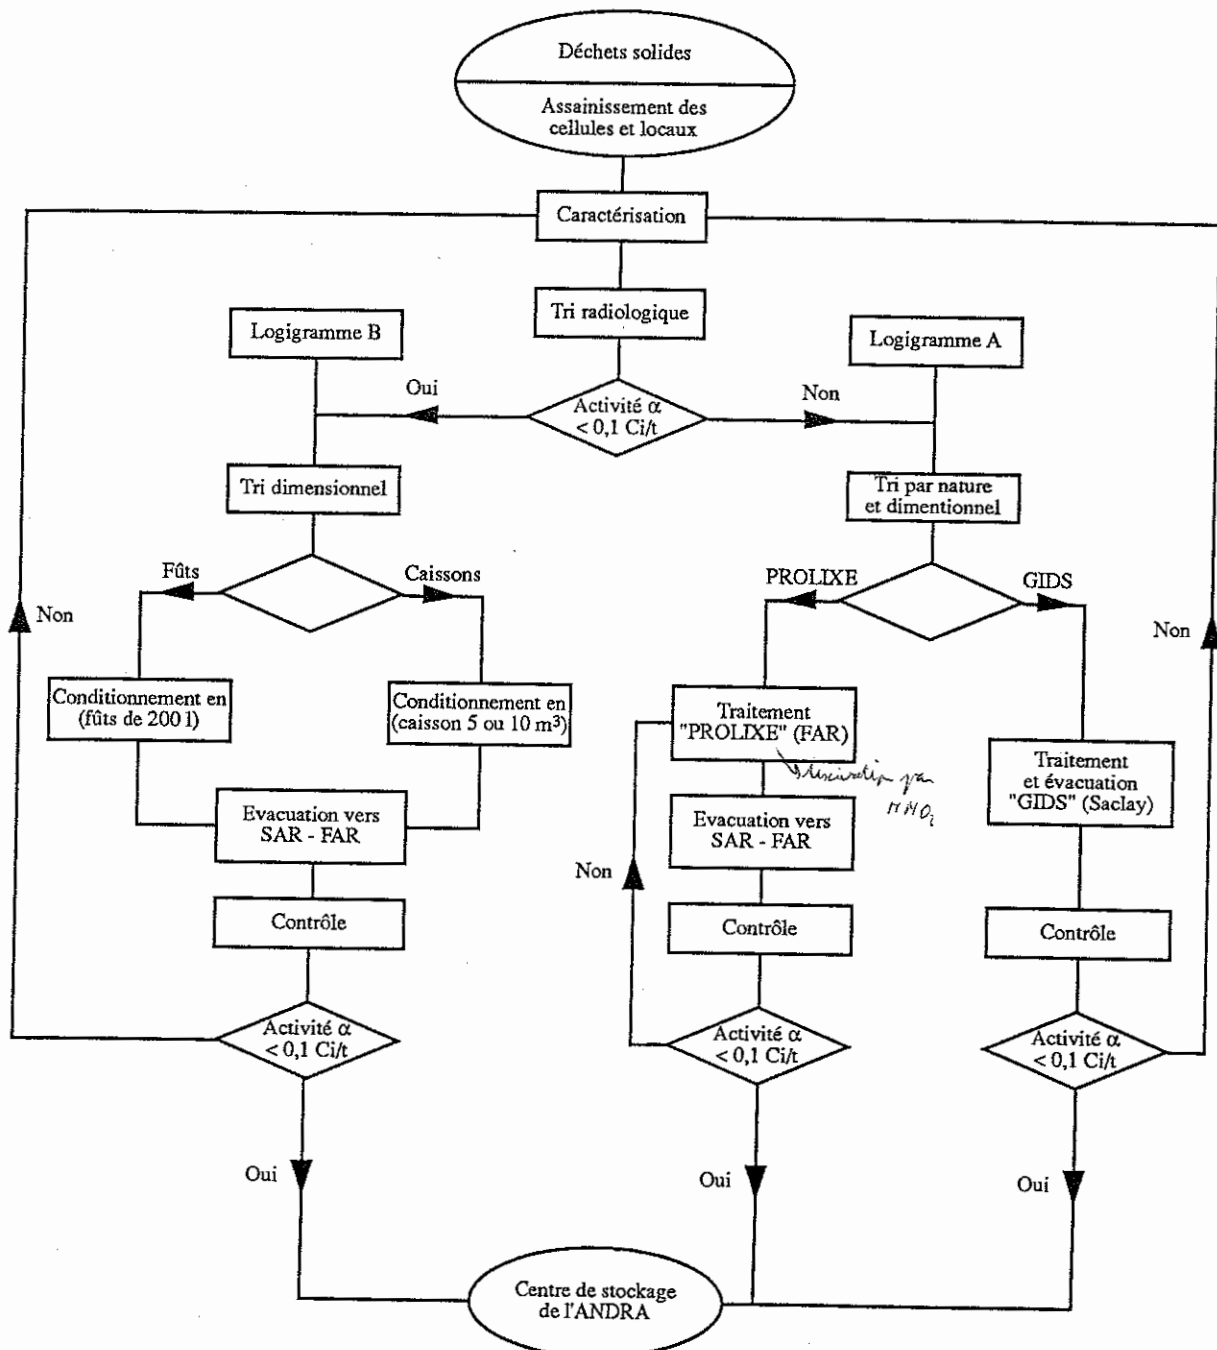 Déchets solides
Assainissement des
cellules et locaux
Caractérisation
Tri radiologique
Logigramme B
Logigramme A
Oui
Activité α
< 0,1 Ci/t
Non
Tri dimensionnel
Tri par nature
et dimentionnel
Fûts
Caissons
PROLIXE
GIDS
Non
Non
Conditionnement en
(fûts de 200 l)
Conditionnement en
(caisson 5 ou 10 m³)
Traitement
"PROLIXE" (FAR)
par
Traitement
et évacuation
"GIDS" (Saclay)
Evacuation vers
SAR - FAR
Evacuation vers
SAR - FAR
Non
Contrôle
Contrôle
Contrôle
Activité α
< 0,1 Ci/t
Activité α
< 0,1 Ci/t
Activité α
< 0,1 Ci/t
Oui
Oui
Oui
Centre de stockage
de l'ANDRA